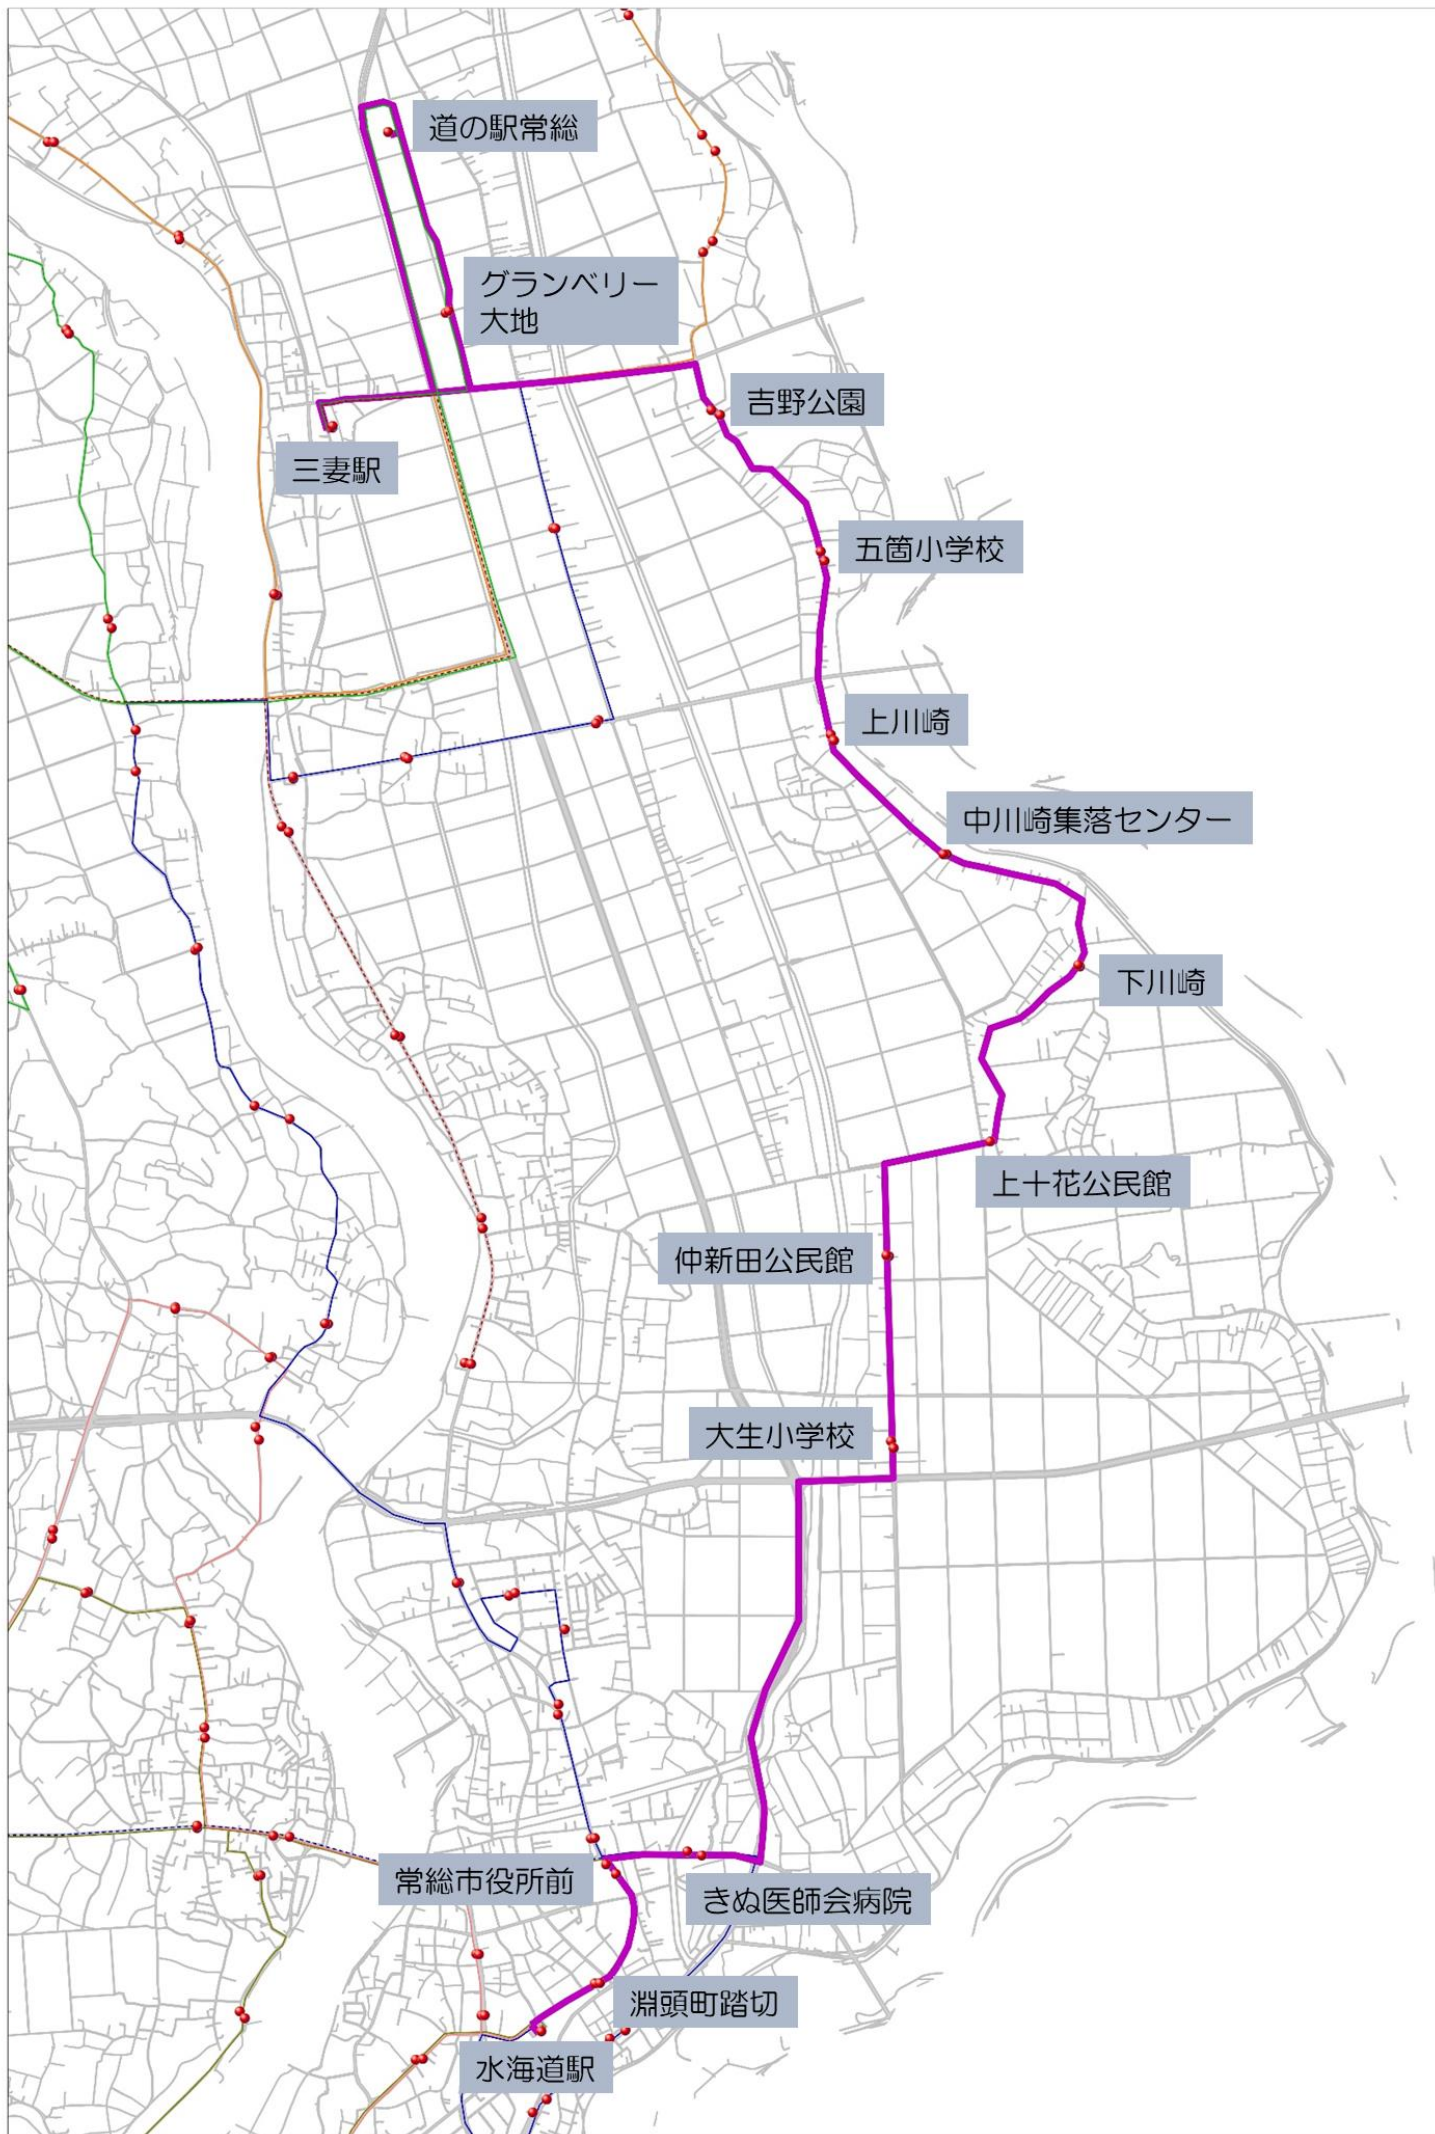 道の駅常総
グランベリー
大地
吉野公園
三妻駅
五箇小学校
上川崎
中川崎集落センター
下川崎
上十花公民館
仲新田公民館
大生小学校
常総市役所前
きぬ医師会病院
淵頭町踏切
水海道駅